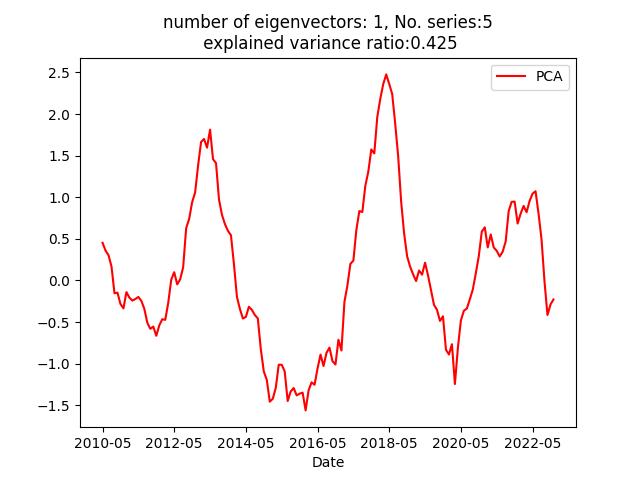 number of eigenvectors: 1, No. series:5
explained variance ratio:0.425
PCA
2.5
2.0
1.5
1.0
0.5
0.0
−0.5
−1.0
−1.5
2010-05 2012-05 2014-05 2016-05 2018-05 2020-05 2022-05
Date